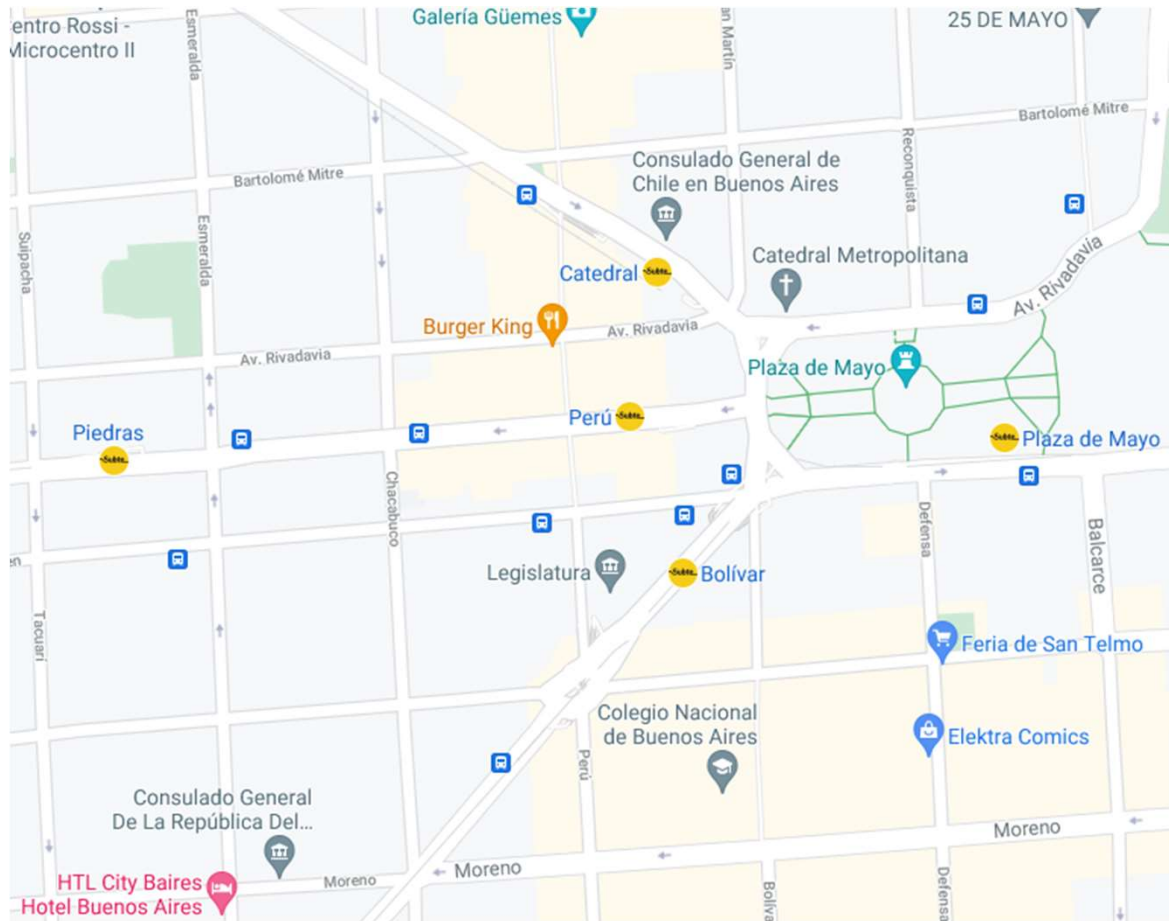 Galería Güemes
25 DE MAYO
entro Rossi -
Microcentro II
Esmeralda
an Martín
Bartolomé Mitre
Reconquista
Consulado General de
Chile en Buenos Aires
Bartolomé Mitre
Suipacha
Esmeralda
Catedral
Catedral Metropolitana
Av. Rivadavia
Burger King
Av. Rivadavia
Av. Rivadavia
Plaza de Mayo
Perú
Piedras
Plaza de Mayo
Chacabuco
Defensa
Balcarce
en
Legislatura
Bolívar
Tacuari
Feria de San Telmo
Colegio Nacional
de Buenos Aires
Elektra Comics
Perú
Consulado General
De La República Del...
Moreno
Moreno
Moreno
HTL City Baires
Hotel Buenos Aires
Bolíva
Defensa